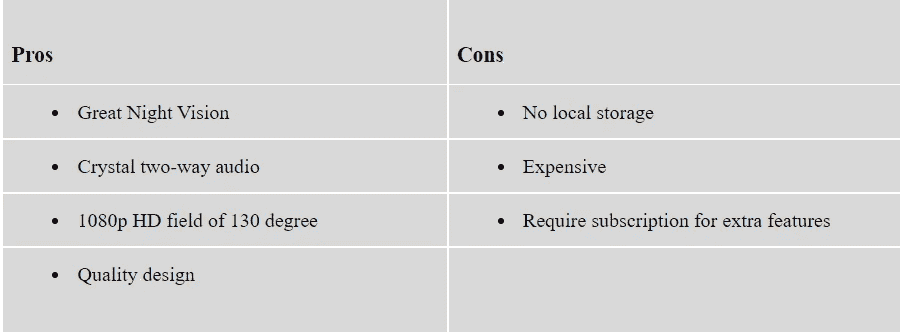 Pros Cons
• Great Night Vision • No local storage
• Crystal two-way audio • Expensive
• 1080p HD field of 130 degree • Require subscription for extra features
• Quality design